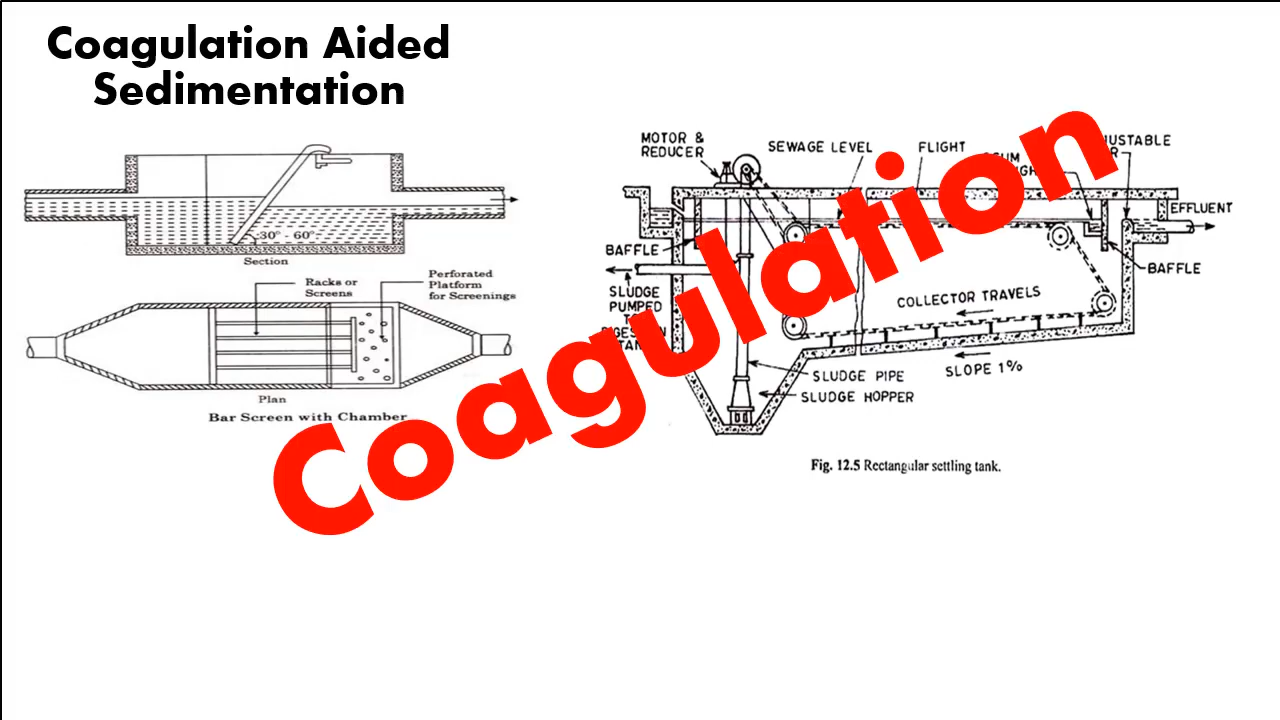 Coagulation Aided
Sedimentation
30° - 60°
Section
Racks or
Screens
Perforated
Platform
for Screenings
Plan
Bar Screen with Chamber
MOTOR &
REDUCER
SEWAGE LEVEL
FLIGHT
EFFLUENT
BAFFLE
BAFFLE
SLUDGE
PUMPED
COLLECTOR TRAVELS
SLOPE 1%
SLUDGE PIPE
SLUDGE HOPPER
Fig. 12.5 Rectangular settling tank.
Coagulation